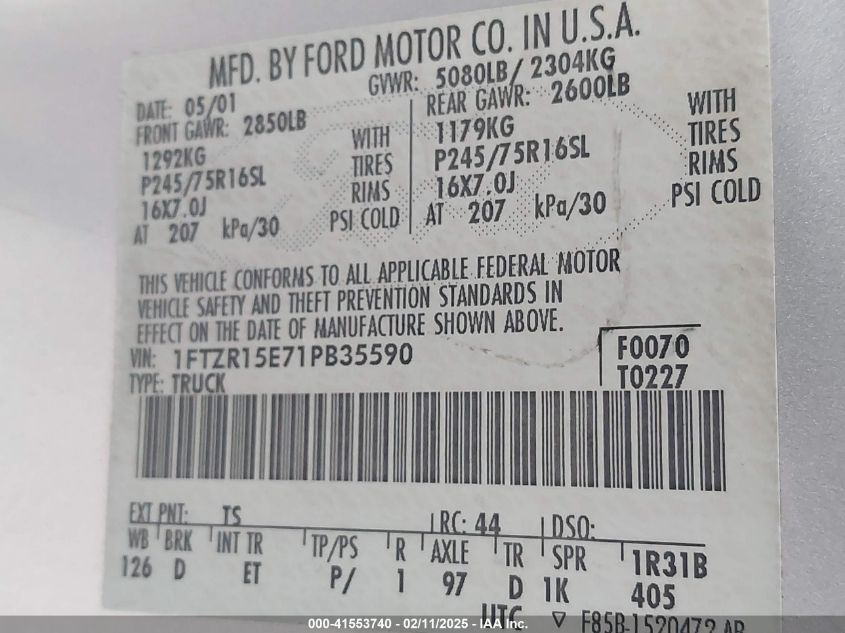 MFD. BY FORD MOTOR CO. IN U.S.A.
DATE: 05/01 GVWR: 5080LB/ 2304KG
FRONT GAWR: 2850LB REAR GAWR: 2600LB
1292KG WITH 1179KG WITH
P245/75R16SL TIRES P245/75R16SL TIRES
16X7.0J RIMS 16X7.0J RIMS
AT 207 kPa/30 PSI COLD AT 207 kPa/30 PSI COLD
THIS VEHICLE CONFORMS TO ALL APPLICABLE FEDERAL MOTOR
VEHICLE SAFETY AND THEFT PREVENTION STANDARDS IN
EFFECT ON THE DATE OF MANUFACTURE SHOWN ABOVE.
VIN: 1FTZR15E71PB35590 F0070
TYPE: TRUCK T0227
EXT PNT: TS RC: 44 DSO:
WB BRK INT TR TP/PS R AXLE TR SPR 1R31B
126 D ET P/ 1 97 D 1K 405
UTC F85B-1520472-AB
000-41553740 - 02/11/2025 - IAA Inc.